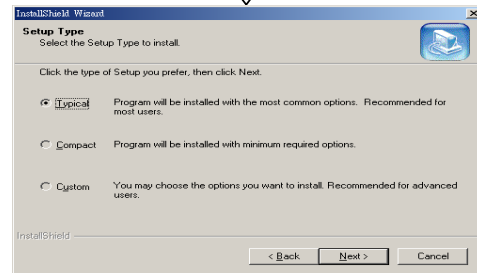 InstallShield Wizard
Setup Type
Select the Setup Type to install.
Click the type of Setup you prefer, then click Next.
Typical
Program will be installed with the most common options. Recommended for
most users.
Compact
Program will be installed with minimum required options.
Custom
You may choose the options you want to install. Recommended for advanced
users.
InstallShield
< Back
Next >
Cancel